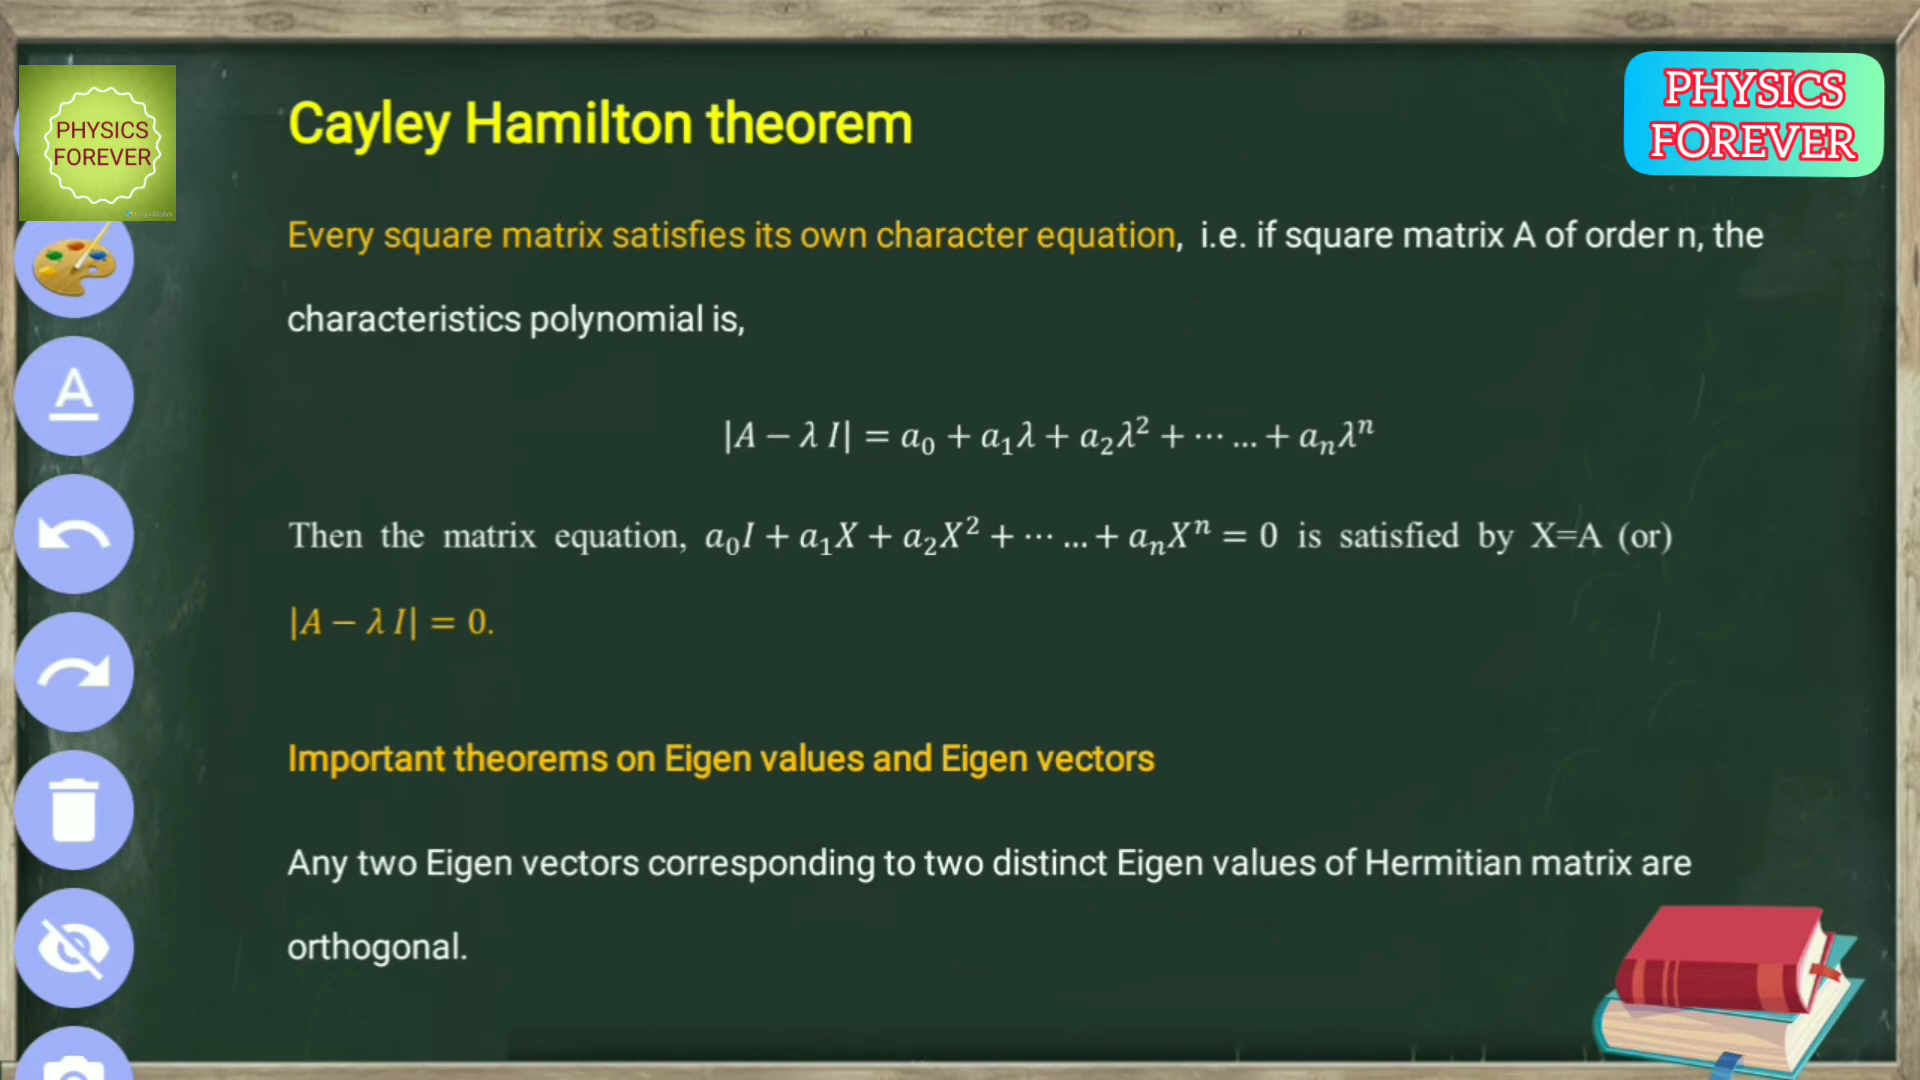 PHYSICS
FOREVER
Cayley Hamilton theorem
PHYSICS
FOREVER
Every square matrix satisfies its own character equation, i.e. if square matrix A of order n, the
characteristics polynomial is,
|A − λ I| = a₀ + a₁λ + a₂λ² + ⋯ … + aₙλⁿ
Then the matrix equation, a₀I + a₁X + a₂X² + ⋯ … + aₙXⁿ = 0 is satisfied by X=A (or)
|A − λ I| = 0.
Important theorems on Eigen values and Eigen vectors
Any two Eigen vectors corresponding to two distinct Eigen values of Hermitian matrix are
orthogonal.